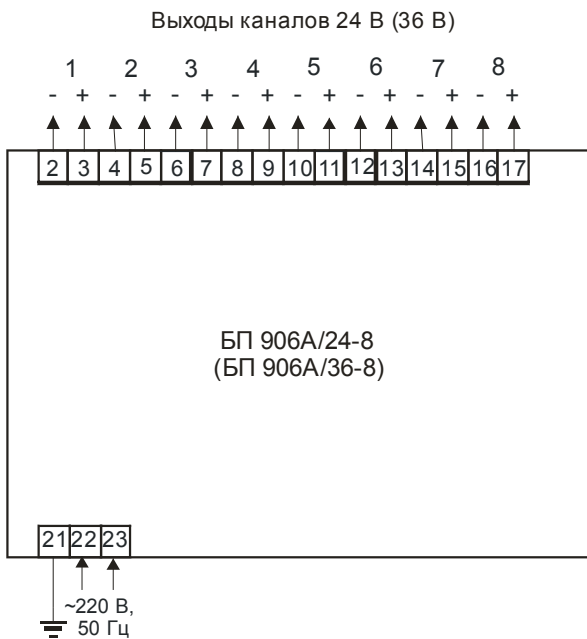 Выходы каналов 24 В (36 В)
1 2 3 4 5 6 7 8
- + - + - + - + - + - + - + - +
2 3 4 5 6 7 8 9 10 11 12 13 14 15 16 17
БП 906А/24-8
(БП 906А/36-8)
21 22 23
~220 В,
50 Гц